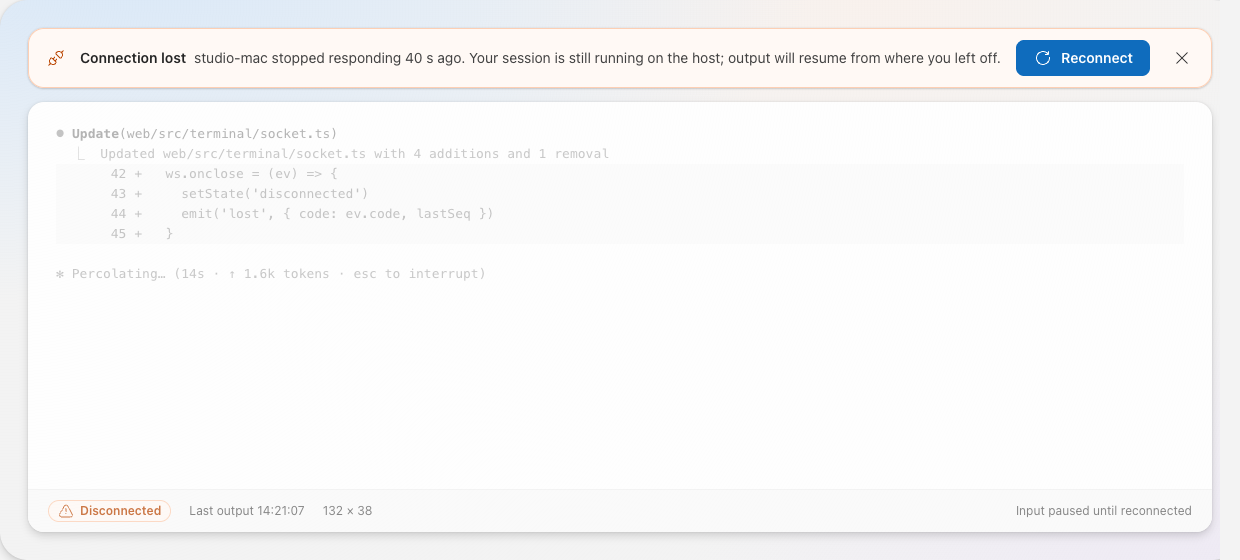 Connection lost studio-mac stopped responding 40 s ago. Your session is still running on the host; output will resume from where you left off. Reconnect
● Update(web/src/terminal/socket.ts)
⎿ Updated web/src/terminal/socket.ts with 4 additions and 1 removal
42 + ws.onclose = (ev) => {
43 + setState('disconnected')
44 + emit('lost', { code: ev.code, lastSeq })
45 + }
✻ Percolating… (14s · ↑ 1.6k tokens · esc to interrupt)
Disconnected Last output 14:21:07 132 × 38 Input paused until reconnected